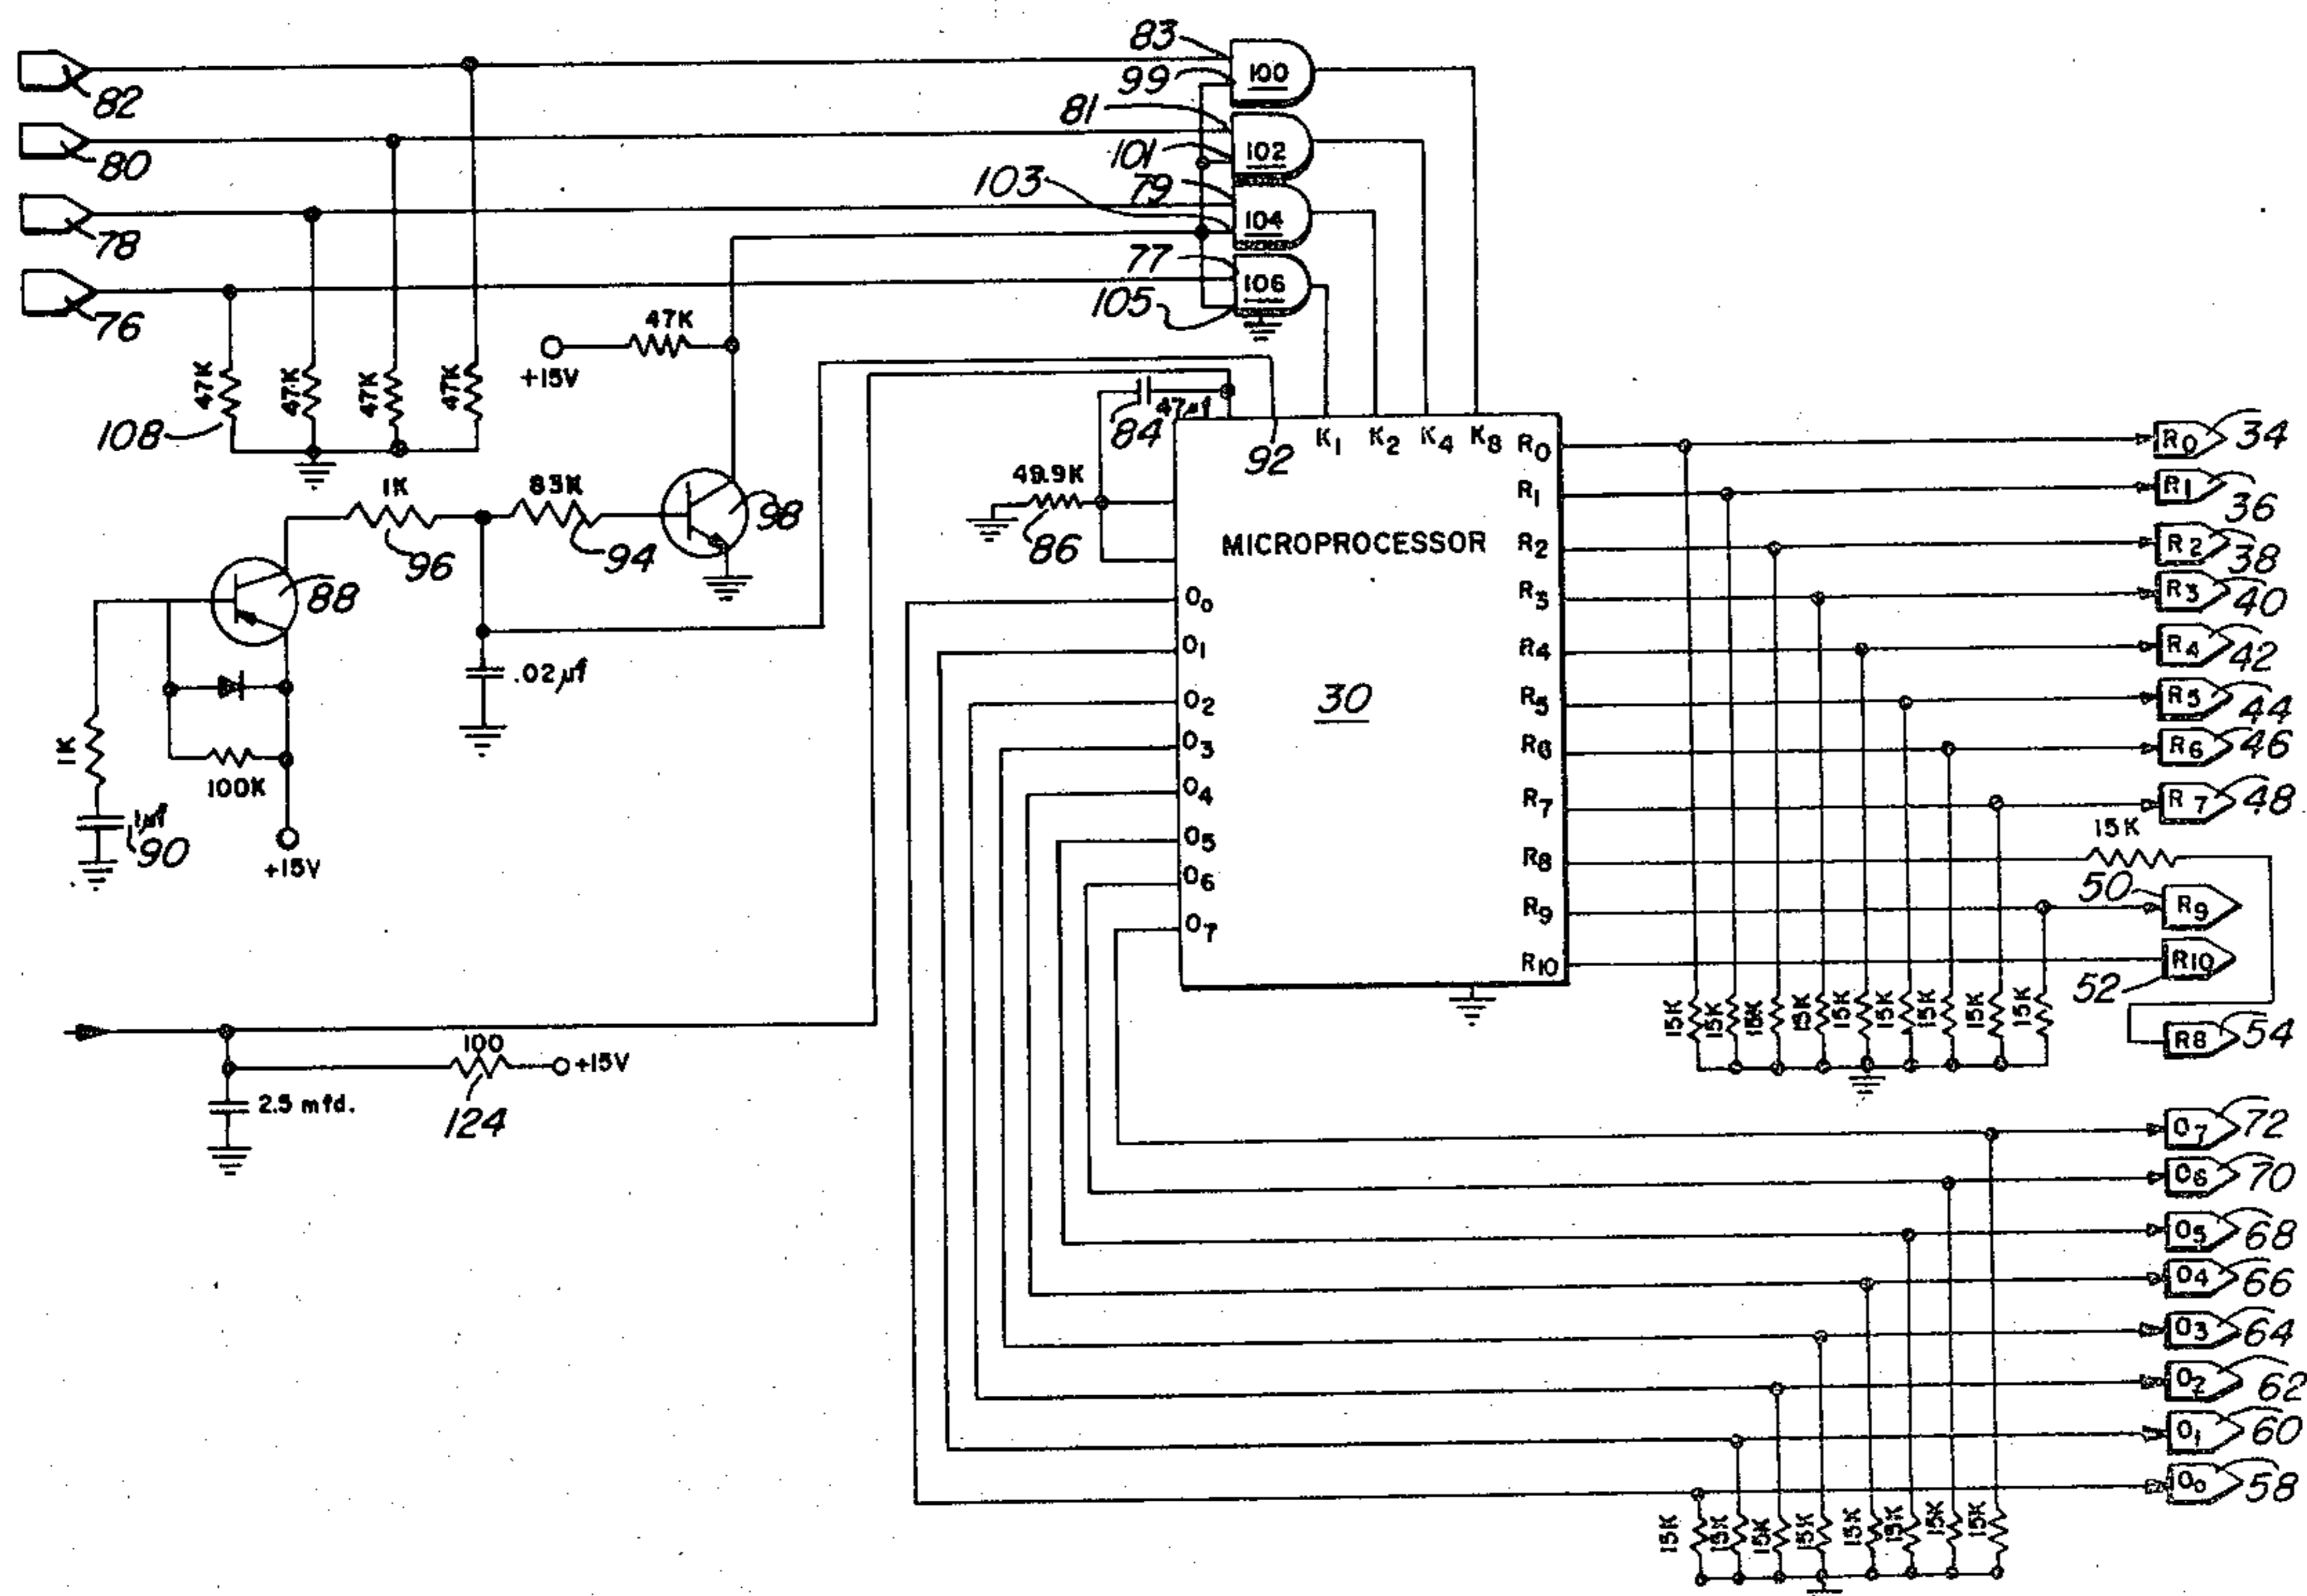 83
99
100
82
81
101
102
80
103
79
104
78
77
106
105
76
47K
+15V
47K
47K
47K
47K
108
84
47µf
92
K1
K2
K4
K8
R0
R0
34
1K
83K
98
49.9K
R1
R1
36
96
94
86
MICROPROCESSOR
R2
R2
38
88
O0
R3
R3
40
O1
R4
R4
42
.02µf
30
O2
R5
R5
44
1K
100K
O3
R6
R6
46
O4
R7
R7
48
1µf
90
+15V
O5
15K
R8
O6
50
R9
R9
O7
R10
R10
52
15K
15K
15K
15K
15K
15K
15K
15K
15K
R8
54
100
+15V
2.5 mfd.
124
O7
72
O6
70
O5
68
O4
66
O3
64
O2
62
O1
60
O0
58
15K
15K
15K
15K
15K
15K
15K
15K